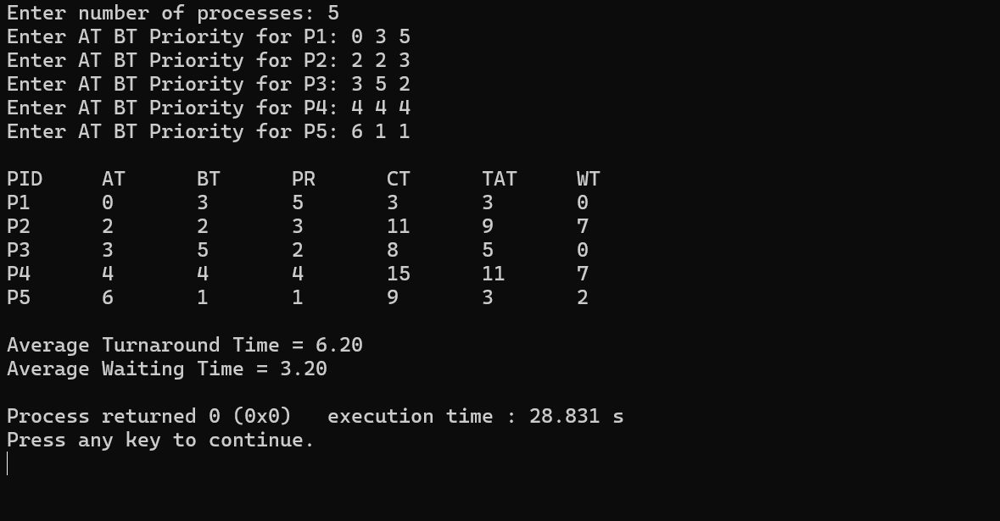 Enter number of processes: 5
Enter AT BT Priority for P1: 0 3 5
Enter AT BT Priority for P2: 2 2 3
Enter AT BT Priority for P3: 3 5 2
Enter AT BT Priority for P4: 4 4 4
Enter AT BT Priority for P5: 6 1 1
PID AT BT PR CT TAT WT
P1 0 3 5 3 3 0
P2 2 2 3 11 9 7
P3 3 5 2 8 5 0
P4 4 4 4 15 11 7
P5 6 1 1 9 3 2
Average Turnaround Time = 6.20
Average Waiting Time = 3.20
Process returned 0 (0x0) execution time : 28.831 s
Press any key to continue.